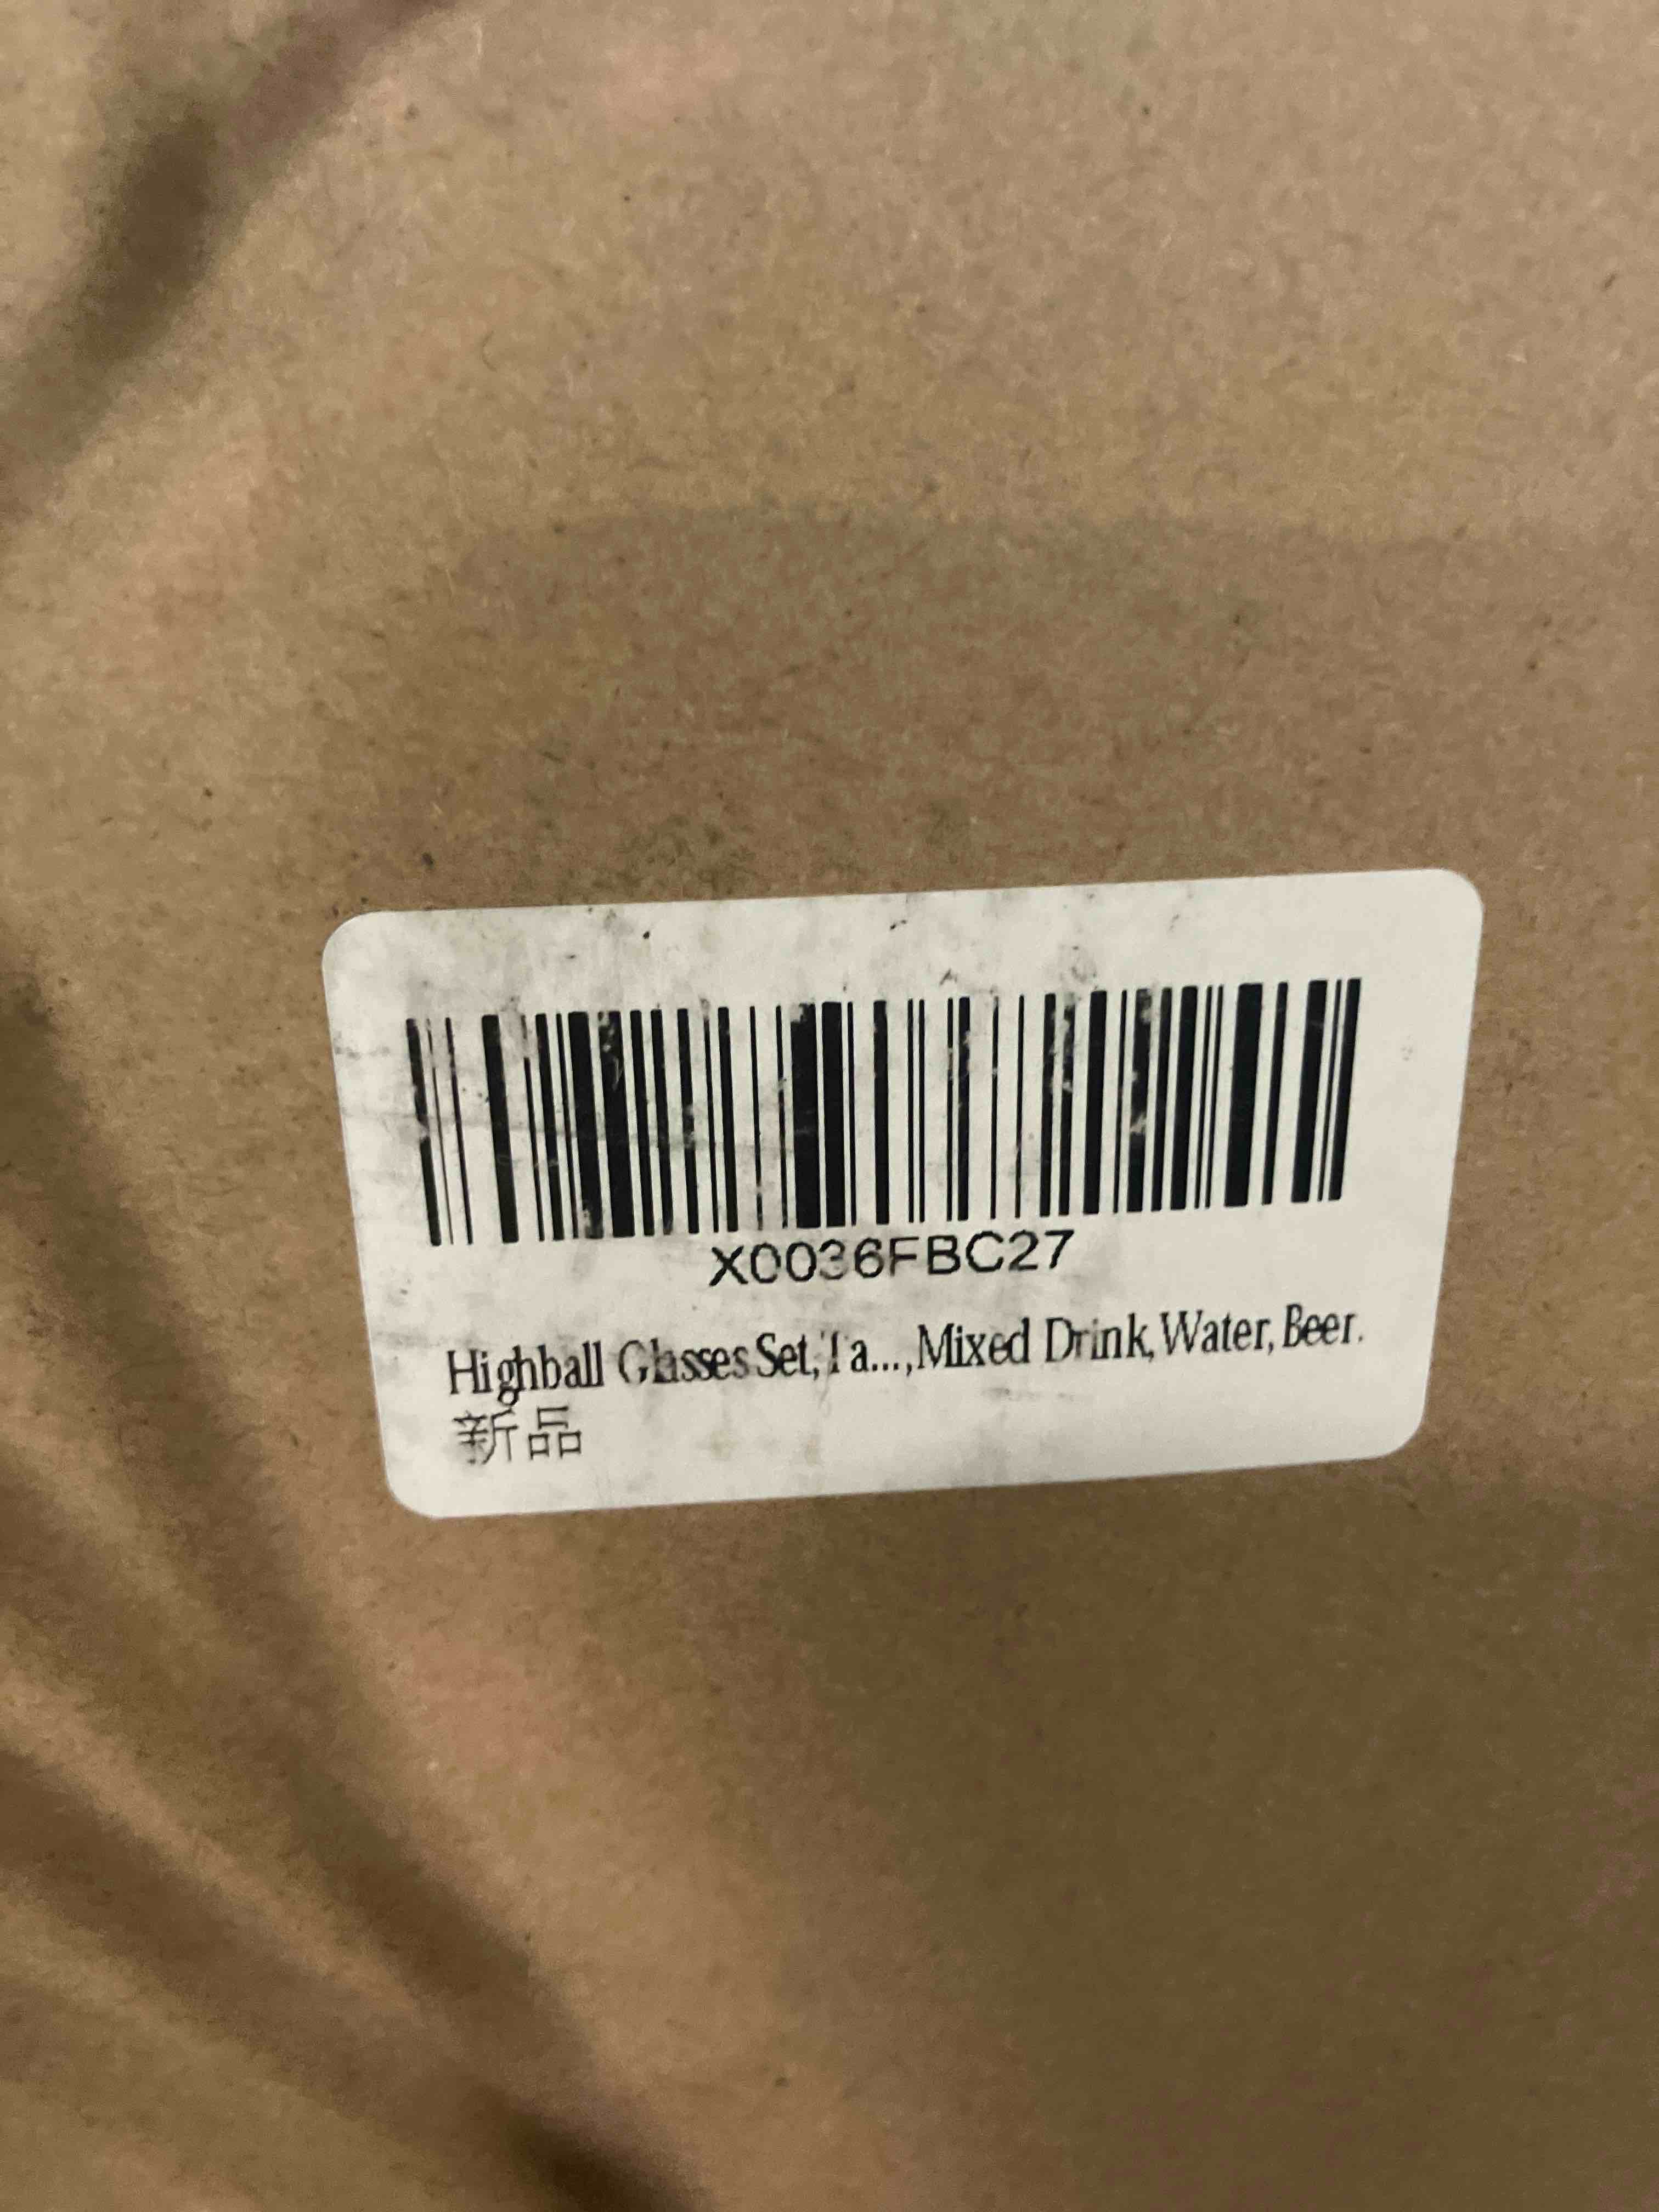 X0036FBC27
Highball Glasses Set, Ta...,Mixed Drink, Water, Beer.
新品